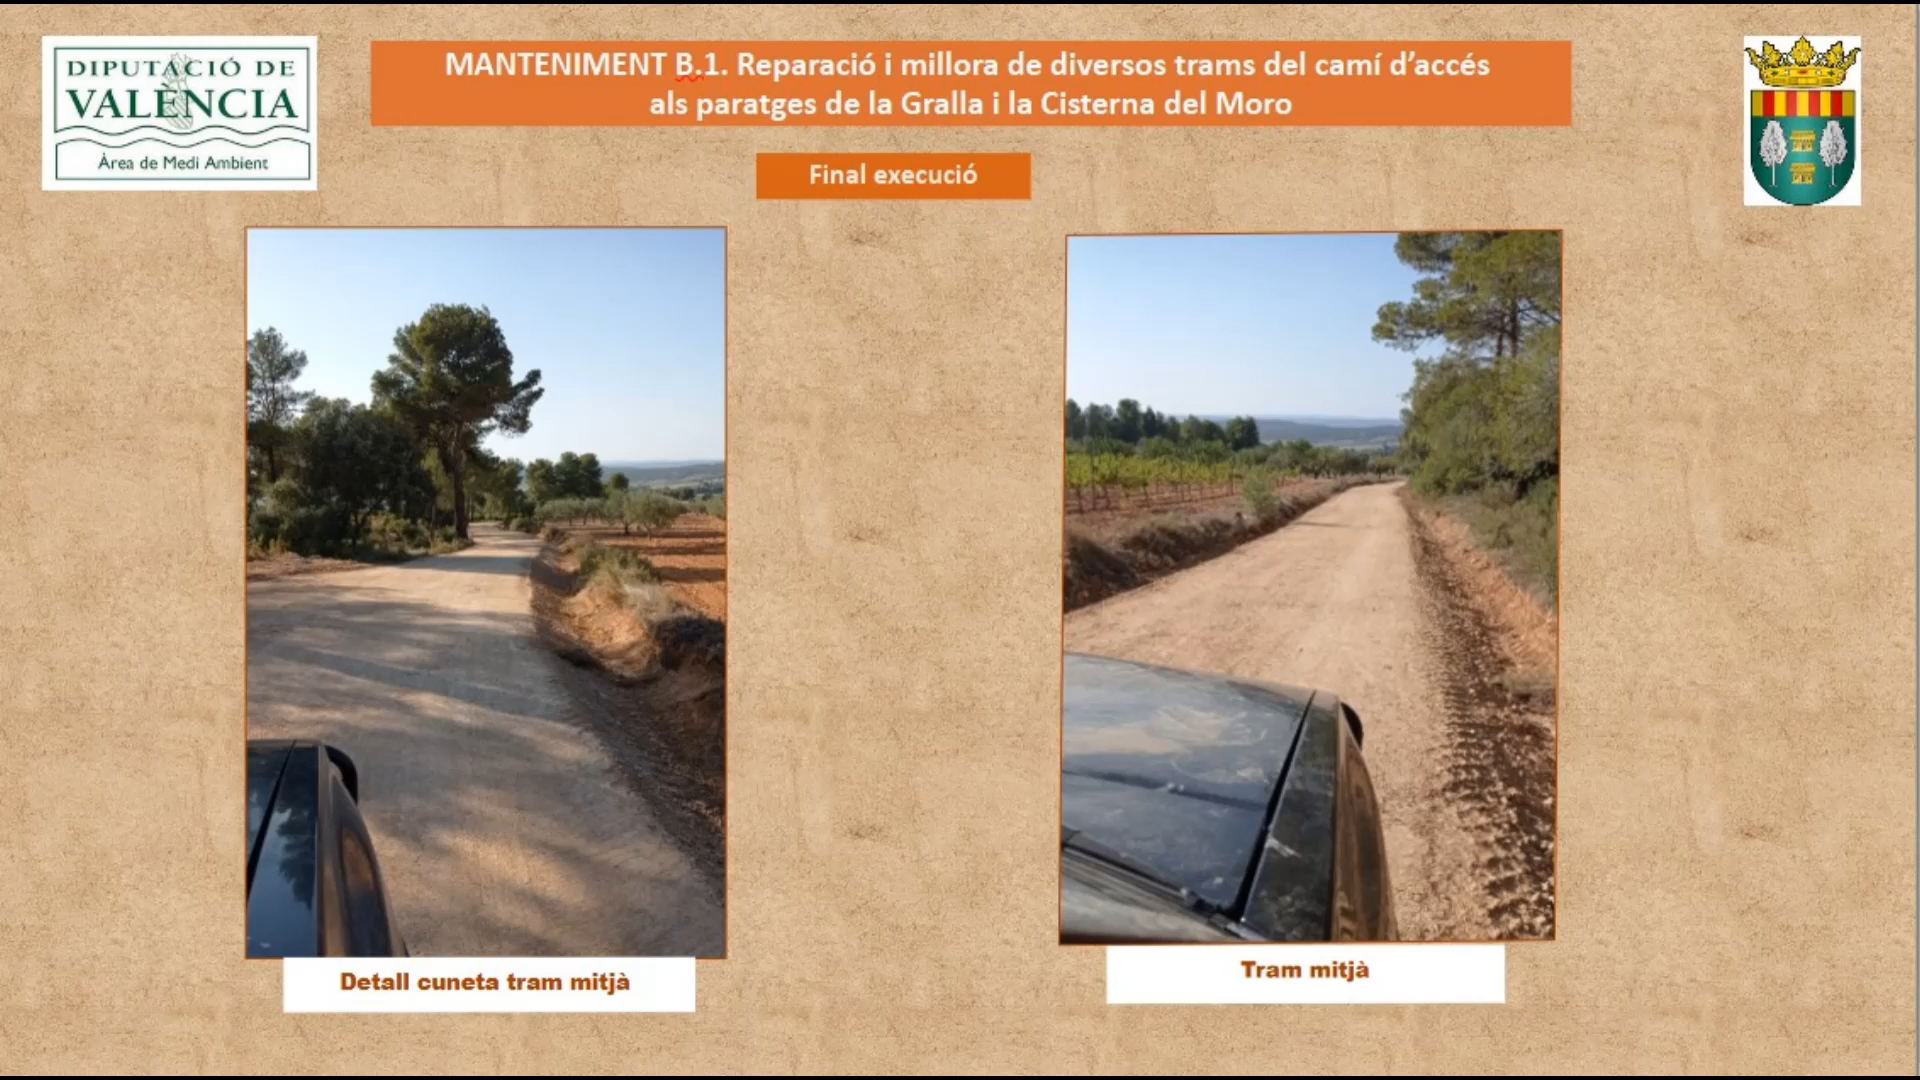 DIPUTACIÓ DE
VALÈNCIA
Àrea de Medi Ambient
MANTENIMENT B.1. Reparació i millora de diversos trams del camí d'accés
als paratges de la Gralla i la Cisterna del Moro
Final execució
Detall cuneta tram mitjà
Tram mitjà